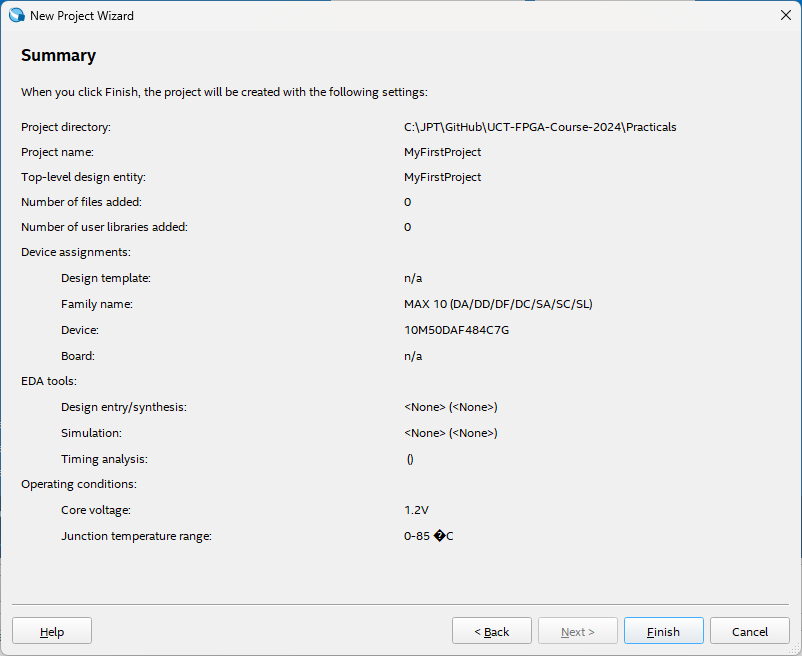 New Project Wizard
Summary
When you click Finish, the project will be created with the following settings:
Project directory: C:\JPT\GitHub\UCT-FPGA-Course-2024\Practicals
Project name: MyFirstProject
Top-level design entity: MyFirstProject
Number of files added: 0
Number of user libraries added: 0
Device assignments:
Design template: n/a
Family name: MAX 10 (DA/DD/DF/DC/SA/SC/SL)
Device: 10M50DAF484C7G
Board: n/a
EDA tools:
Design entry/synthesis: <None> (<None>)
Simulation: <None> (<None>)
Timing analysis: ()
Operating conditions:
Core voltage: 1.2V
Junction temperature range: 0-85 �C
Help < Back Next > Finish Cancel